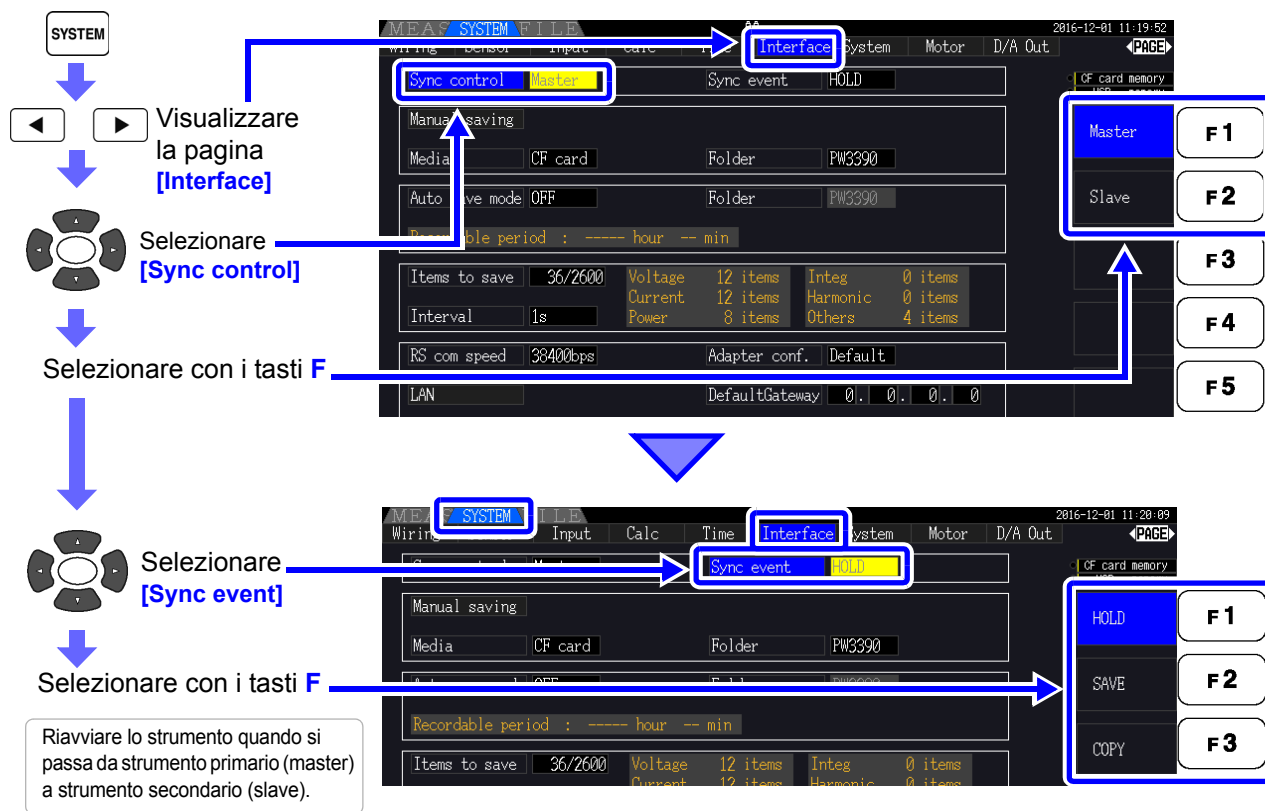 SYSTEM
Visualizzare
la pagina
[Interface]
Selezionare
[Sync control]
Selezionare con i tasti F
MEAS SYSTEM FILE 2016-12-01 11:19:52
Wiring Sensor Input Calc Time Interface System Motor D/A Out PAGE
Sync control Master Sync event HOLD CF card memory
Manual saving
Media CF card Folder PW3390
Auto save mode OFF Folder PW3390
Recordable period : ----- hour -- min
Items to save 36/2600 Voltage 12 items Integ 0 items
Current 12 items Harmonic 0 items
Interval 1s Power 8 items Others 4 items
RS com speed 38400bps Adapter conf. Default
LAN DefaultGateway 0. 0. 0. 0
Master F1
Slave F2
F3
F4
F5
Selezionare
[Sync event]
Selezionare con i tasti F
Riavviare lo strumento quando si
passa da strumento primario (master)
a strumento secondario (slave).
MEAS SYSTEM FILE 2016-12-01 11:20:09
Wiring Input Calc Time Interface System Motor D/A Out PAGE
Sync event HOLD CF card memory
Manual saving
Media CF card Folder PW3390
OFF
Recordable period : ----- hour -- min
Items to save 36/2600 Voltage 12 items Integ 0 items
Current 12 items Harmonic 0 items
HOLD F1
SAVE F2
COPY F3